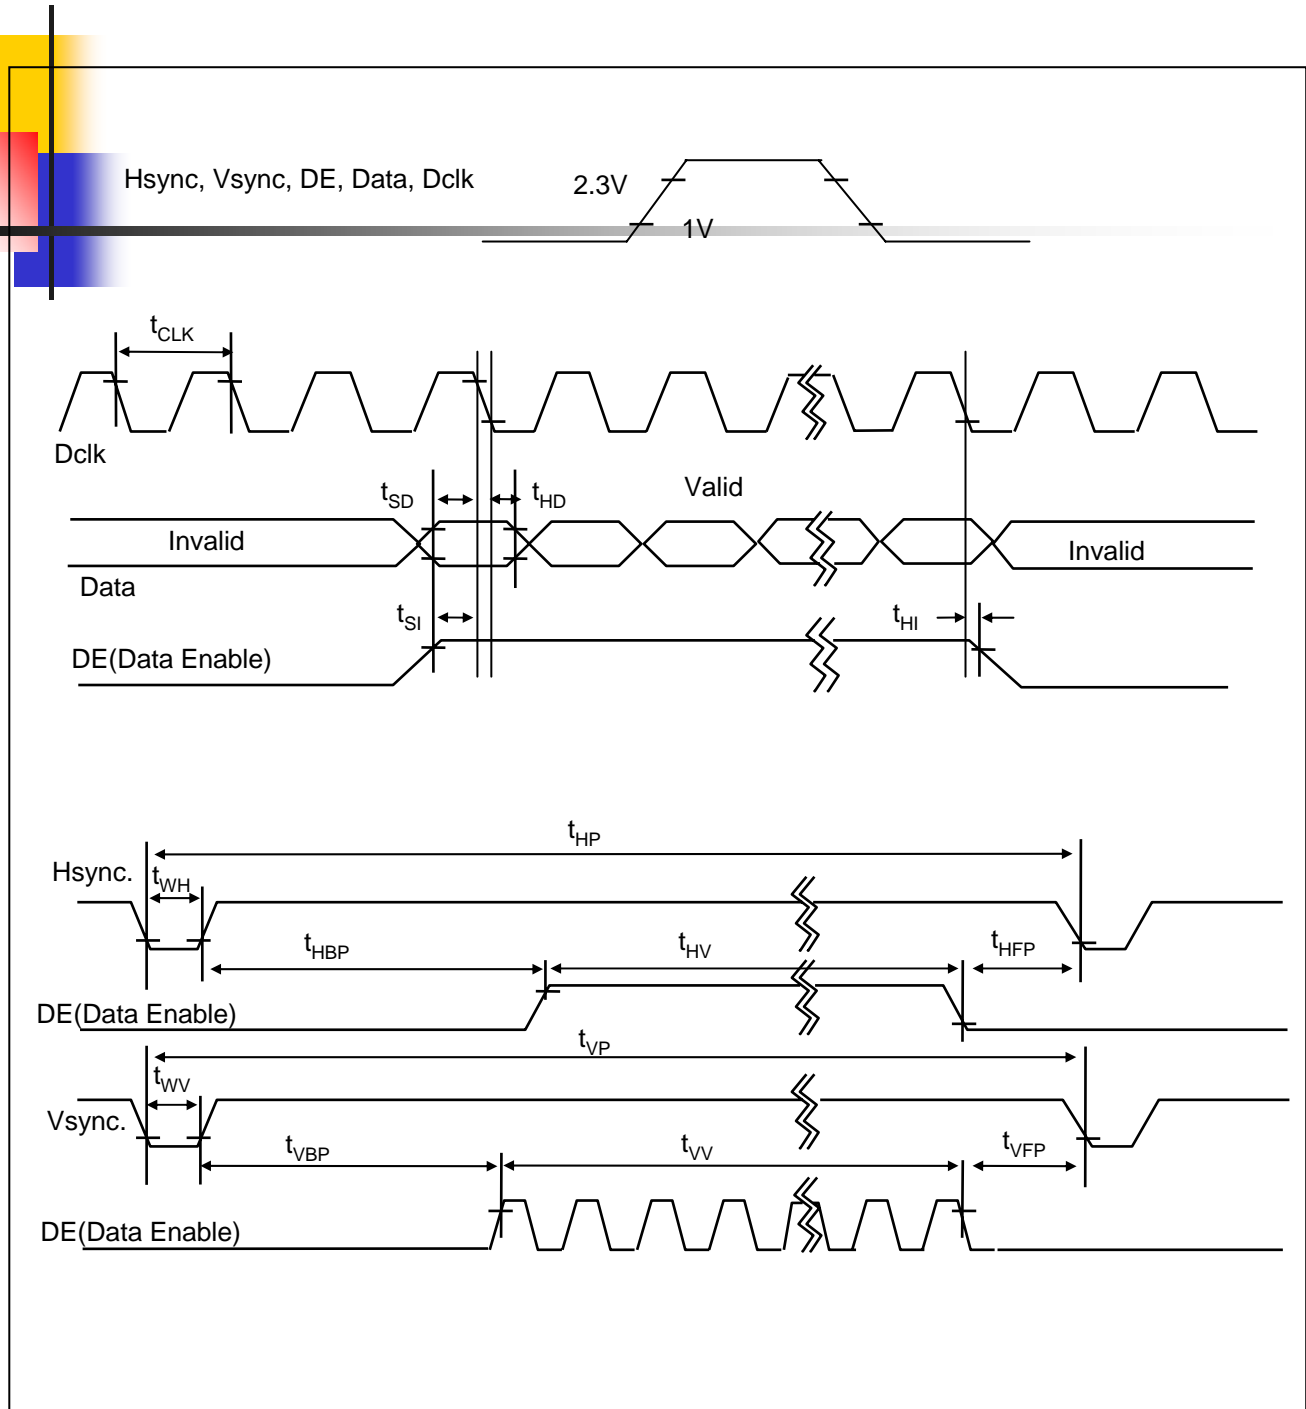 Hsync, Vsync, DE, Data, Dclk
2.3V
1V
tCLK
Dclk
tSD
tHD
Valid
Invalid
Invalid
Data
tSI
tHI
DE(Data Enable)
tHP
Hsync.
tWH
tHBP
tHV
tHFP
DE(Data Enable)
tVP
tWV
Vsync.
tVBP
tVV
tVFP
DE(Data Enable)